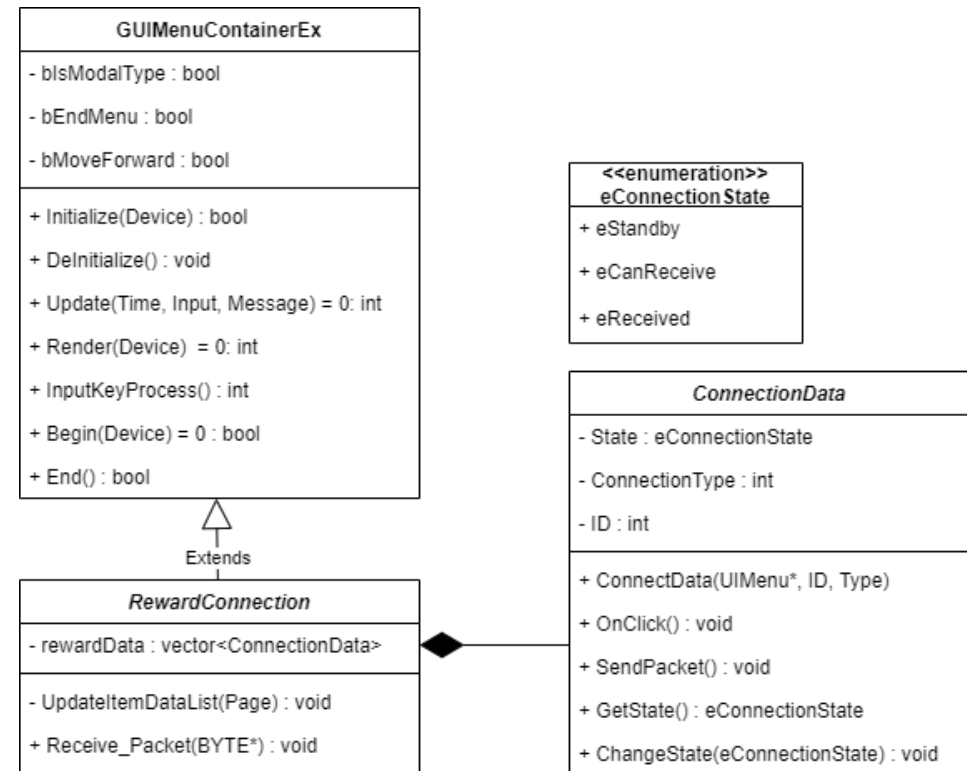 GUIMenuContainerEx
- bIsModalType : bool
- bEndMenu : bool
- bMoveForward : bool
+ Initialize(Device) : bool
+ DeInitialize() : void
+ Update(Time, Input, Message) = 0: int
+ Render(Device)  = 0: int
+ InputKeyProcess() : int
+ Begin(Device) = 0 : bool
+ End() : bool
Extends
RewardConnection
- rewardData : vector<ConnectionData>
- UpdateItemDataList(Page) : void
+ Receive_Packet(BYTE*) : void
<<enumeration>>
eConnectionState
+ eStandby
+ eCanReceive
+ eReceived
ConnectionData
- State : eConnectionState
- ConnectionType : int
- ID : int
+ ConnectData(UIMenu*, ID, Type)
+ OnClick() : void
+ SendPacket() : void
+ GetState() : eConnectionState
+ ChangeState(eConnectionState) : void